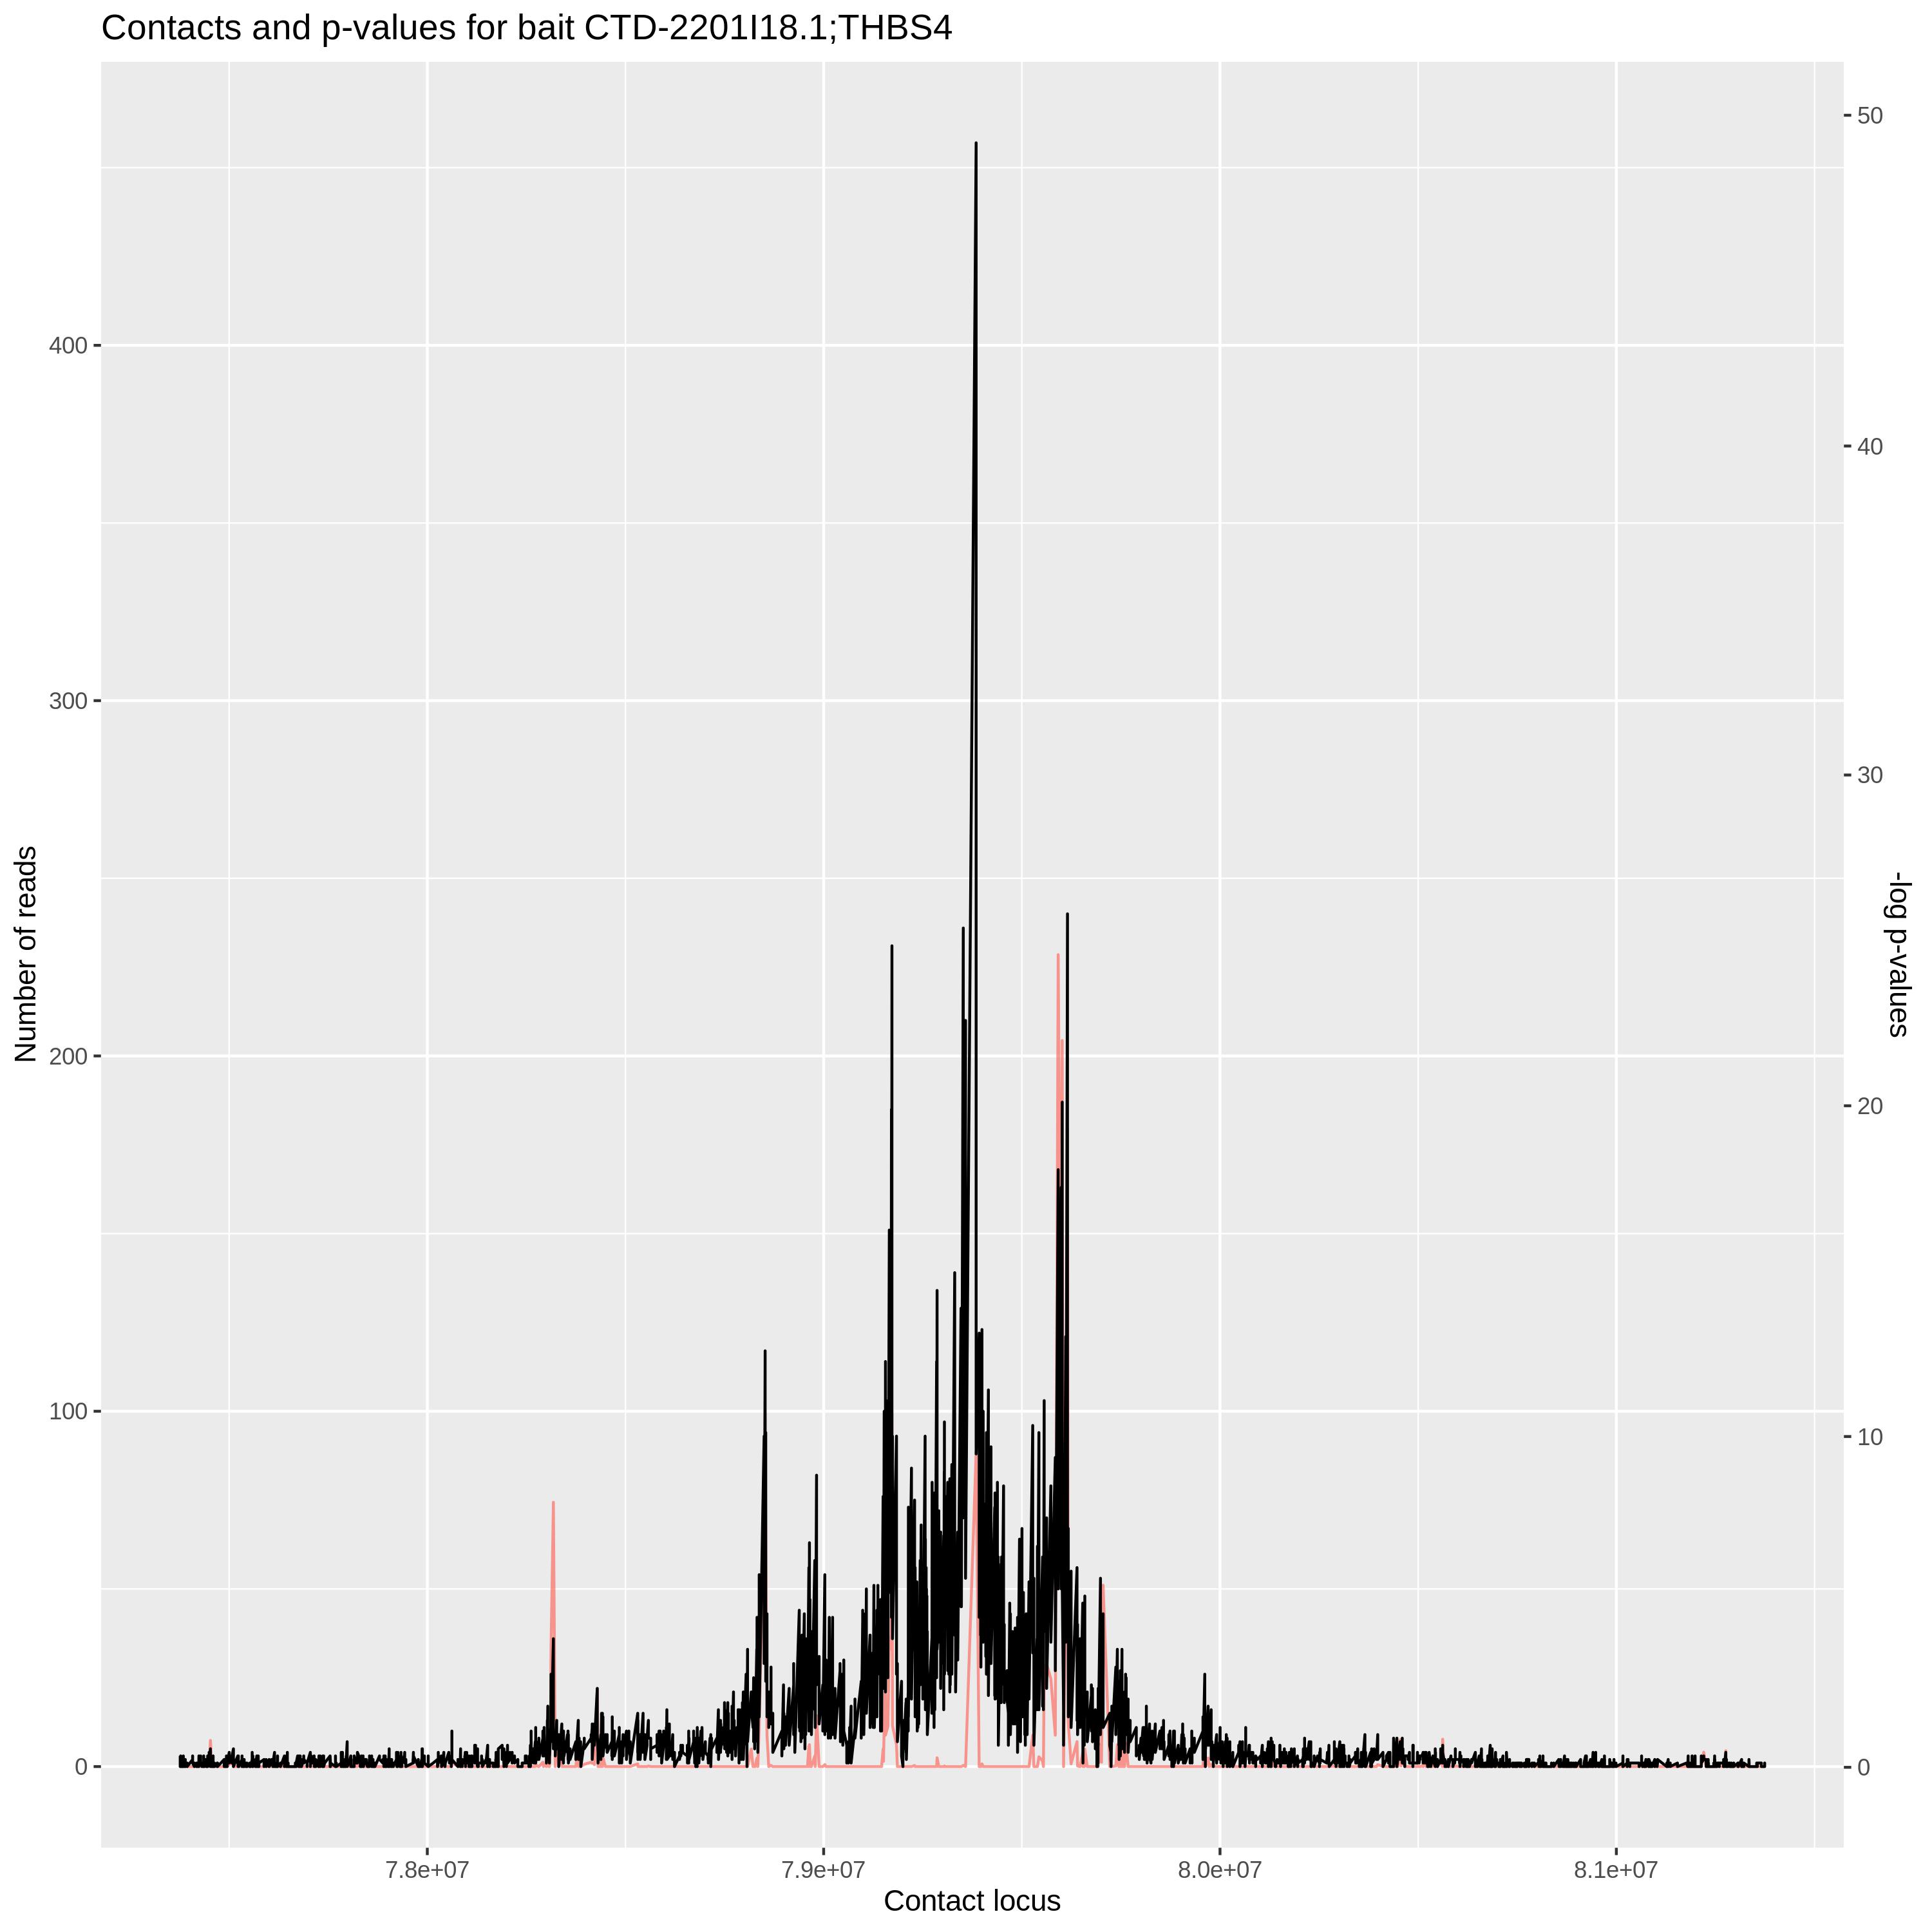 Contacts and p-values for bait CTD-2201I18.1;THBS4
50
400
40
300
30
Number of reads
-log p-values
200
20
100
10
0
0
7.8e+07
7.9e+07
8.0e+07
8.1e+07
Contact locus